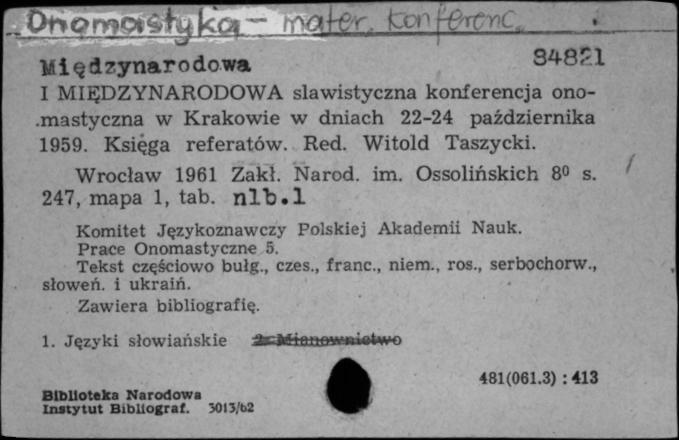 Onomastyka - mater. konferenc.
Międzynarodowa 84821
I MIĘDZYNARODOWA slawistyczna konferencja ono-
.mastyczna w Krakowie w dniach 22-24 października
1959. Księga referatów. Red. Witold Taszycki.
Wrocław 1961 Zakł. Narod. im. Ossolińskich 8⁰ s.
247, mapa 1, tab. nlb.1
Komitet Językoznawczy Polskiej Akademii Nauk.
Prace Onomastyczne 5.
Tekst częściowo bułg., czes., franc., niem., ros., serbochorw.,
słoweń. i ukraiń.
Zawiera bibliografię.
1. Języki słowiańskie 2. Mianownictwo
481(061.3) : 413
Biblioteka Narodowa
Instytut Bibliograf. 3013/62